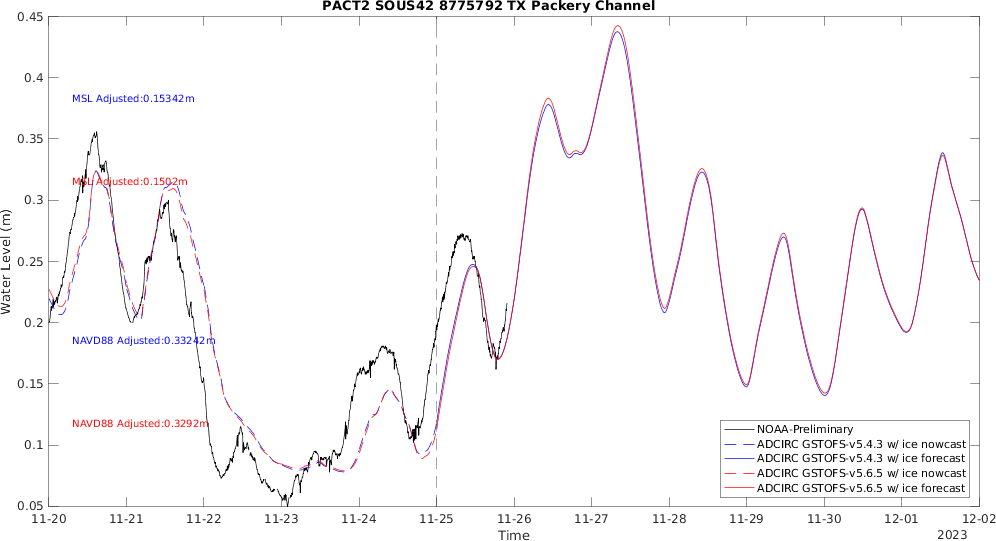 PACT2 SOUS42 8775792 TX Packery Channel
0.45
0.4
0.35
0.3
0.25
0.2
0.15
0.1
0.05
Water Level (m)
MSL Adjusted:0.15342m
MSL Adjusted:0.1502m
NAVD88 Adjusted:0.33242m
NAVD88 Adjusted:0.3292m
NOAA-Preliminary
ADCIRC GSTOFS-v5.4.3 w/ ice nowcast
ADCIRC GSTOFS-v5.4.3 w/ ice forecast
ADCIRC GSTOFS-v5.6.5 w/ ice nowcast
ADCIRC GSTOFS-v5.6.5 w/ ice forecast
11-20 11-21 11-22 11-23 11-24 11-25 11-26 11-27 11-28 11-29 11-30 12-01 12-02
Time
2023